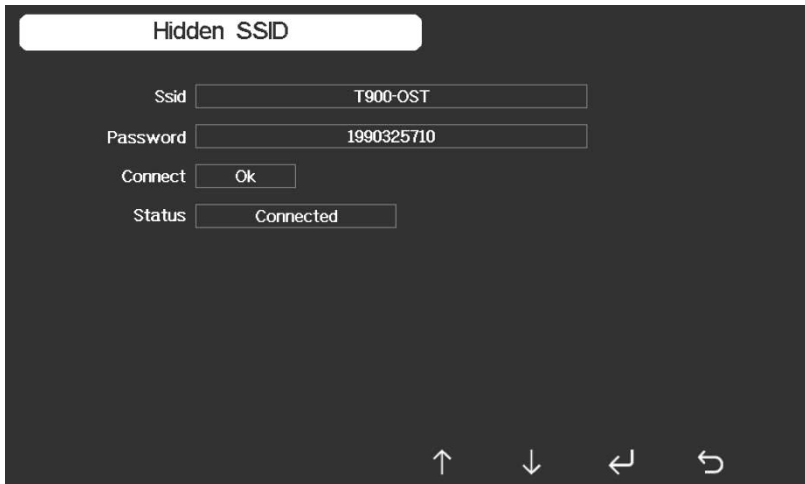 Hidden SSID
Ssid T900-OST
Password 1990325710
Connect Ok
Status Connected